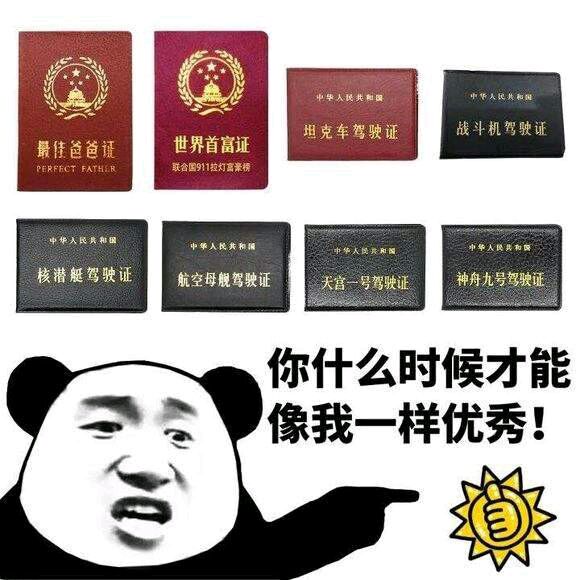 最佳爸爸证
PERFECT FATHER
世界首富证
联合国911拉灯富豪榜
中华人民共和国
坦克车驾驶证
中华人民共和国
战斗机驾驶证
中华人民共和国
核潜艇驾驶证
中华人民共和国
航空母舰驾驶证
中华人民共和国
天宫一号驾驶证
中华人民共和国
神舟九号驾驶证
你什么时候才能
像我一样优秀！